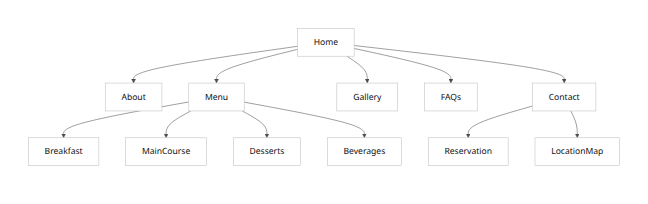 Home
About
Menu
Gallery
FAQs
Contact
Breakfast
MainCourse
Desserts
Beverages
Reservation
LocationMap